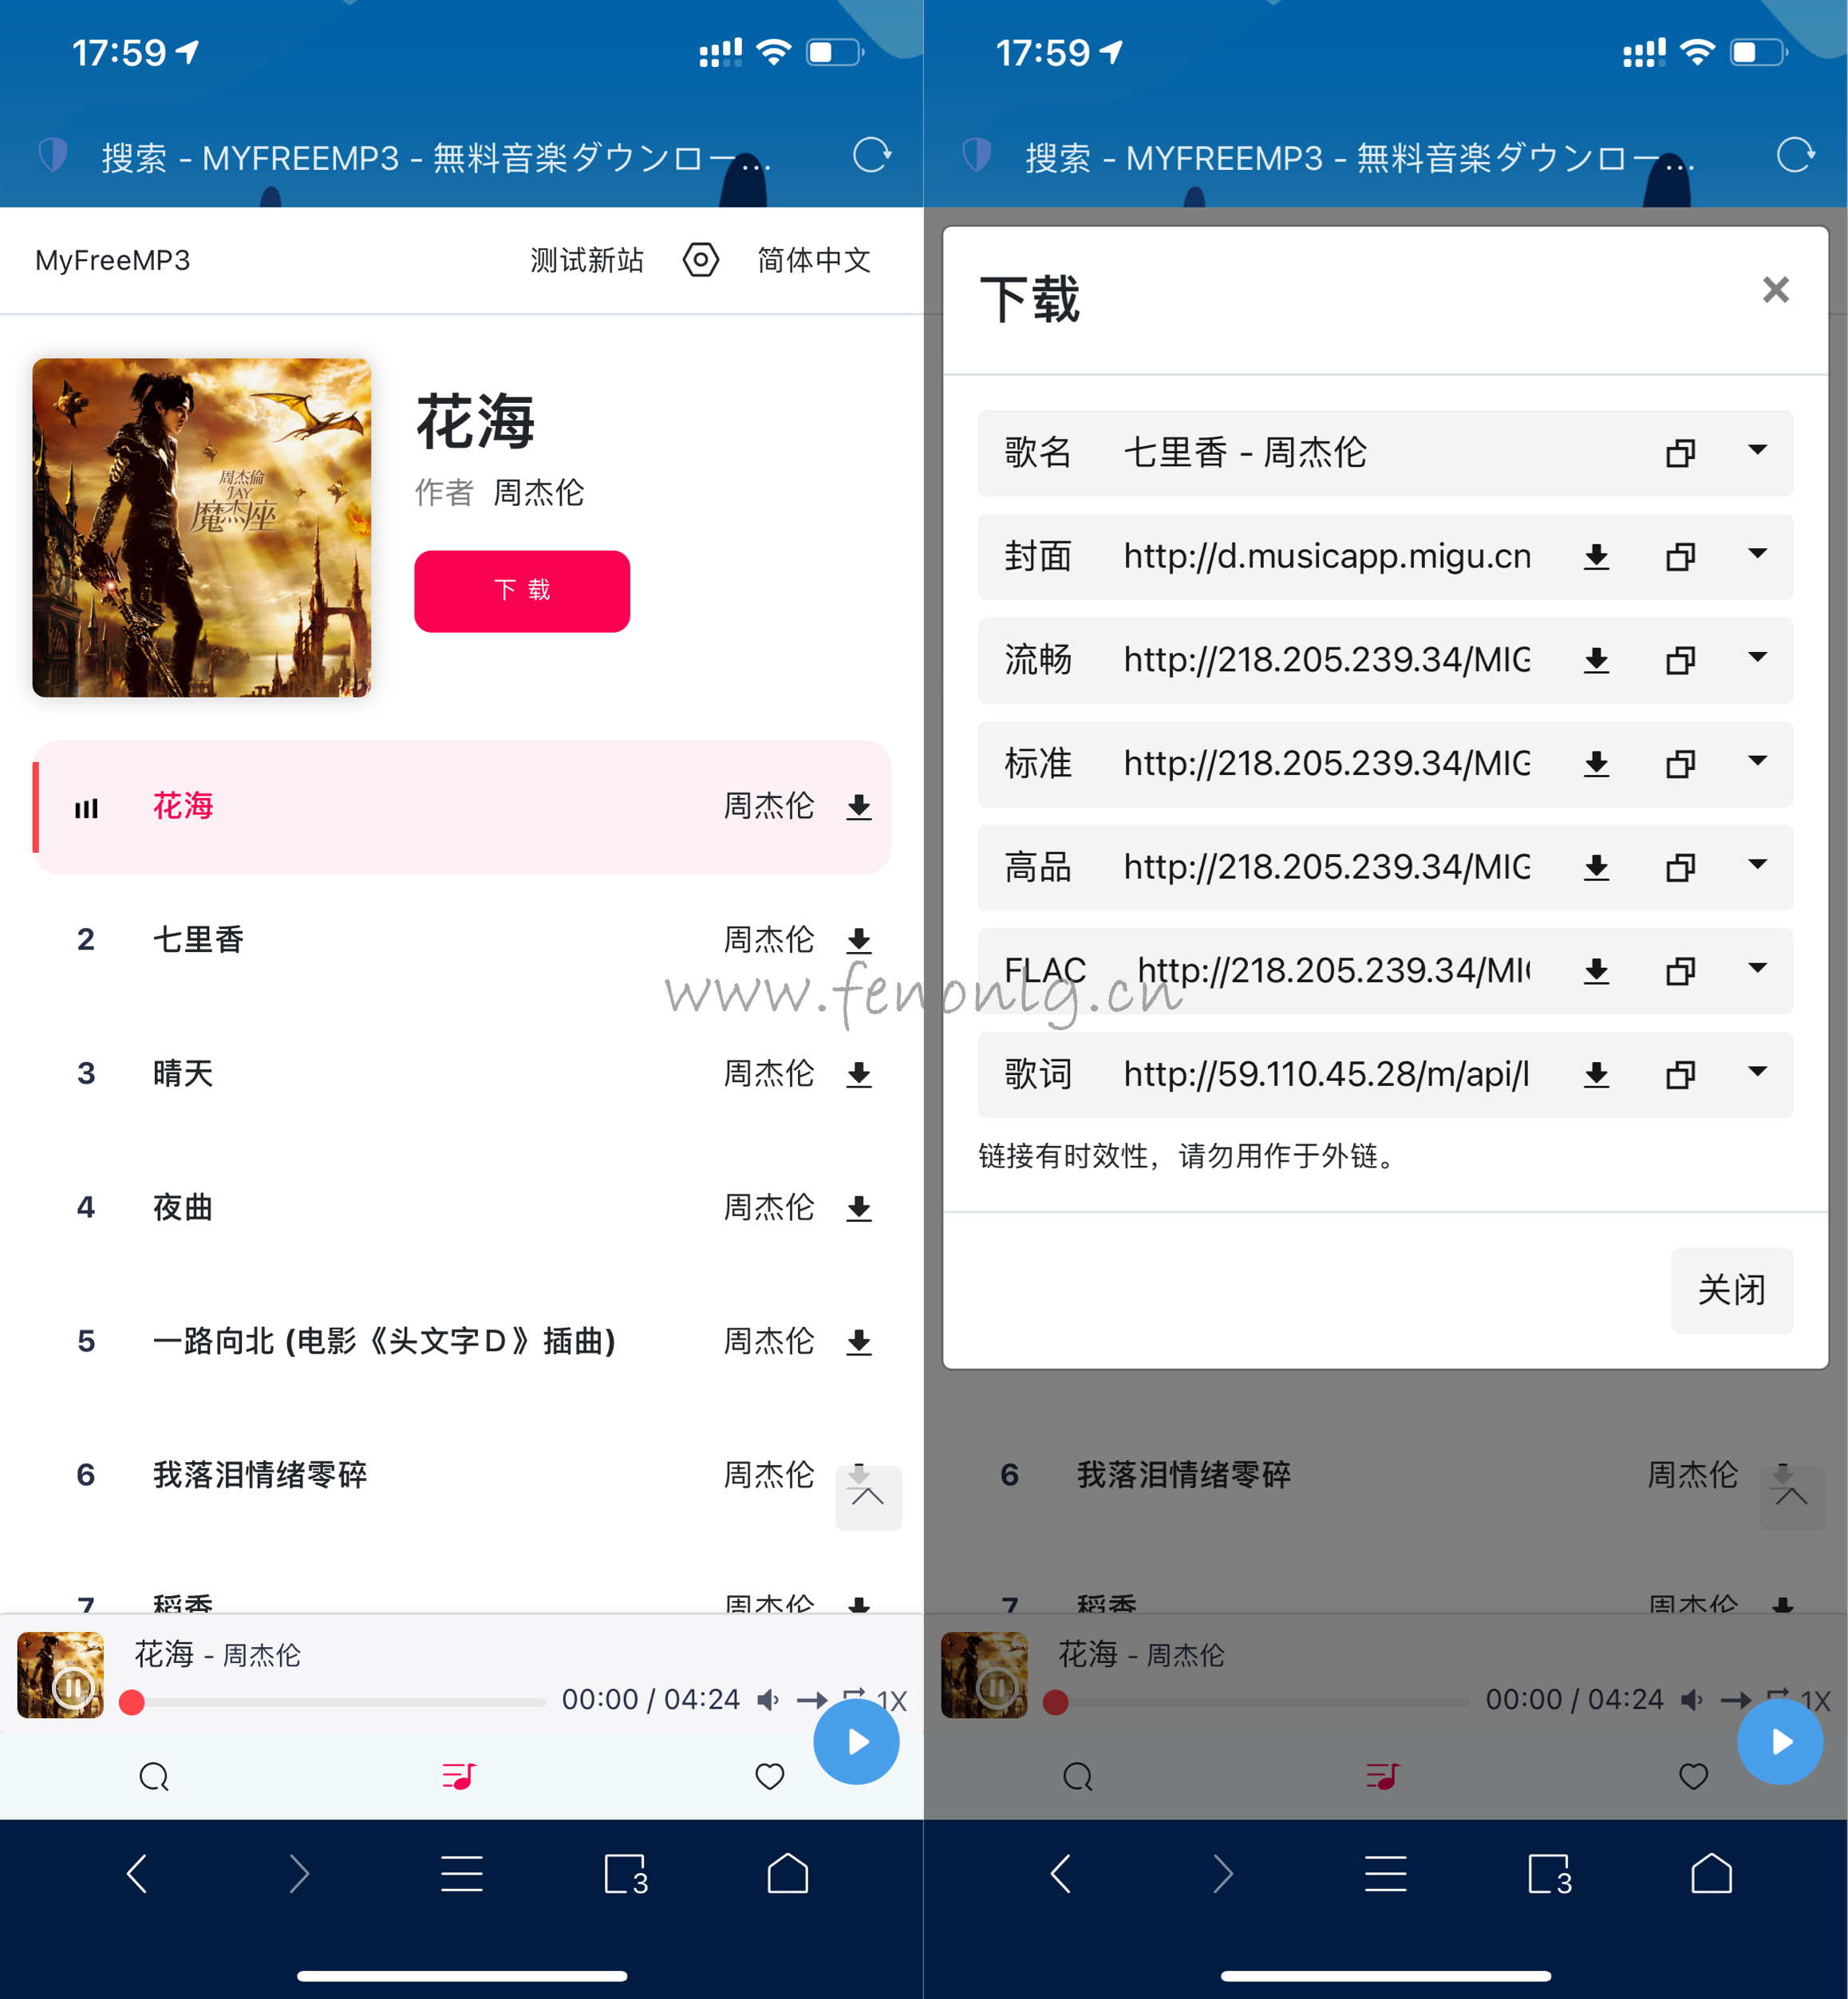 17:59
搜索 - MYFREEMP3 - 無料音楽ダウンロー...
MyFreeMP3
测试新站
简体中文
周杰倫
JAY
魔杰座
花海
作者 周杰伦
下载
花海 周杰伦
2 七里香 周杰伦
3 晴天 周杰伦
4 夜曲 周杰伦
5 一路向北 (电影《头文字D》插曲) 周杰伦
6 我落泪情绪零碎 周杰伦
7 稻香 周杰伦
花海 - 周杰伦
00:00 / 04:24
1X
3
17:59
搜索 - MYFREEMP3 - 無料音楽ダウンロー...
下载
×
歌名 七里香 - 周杰伦
封面 http://d.musicapp.migu.cn
流畅 http://218.205.239.34/MIG
标准 http://218.205.239.34/MIG
高品 http://218.205.239.34/MIG
FLAC http://218.205.239.34/MIG
歌词 http://59.110.45.28/m/api/l
链接有时效性，请勿用作于外链。
关闭
6 我落泪情绪零碎 周杰伦
7 稻香 周杰伦
花海 - 周杰伦
00:00 / 04:24
1X
3
www.fenonlg.cn